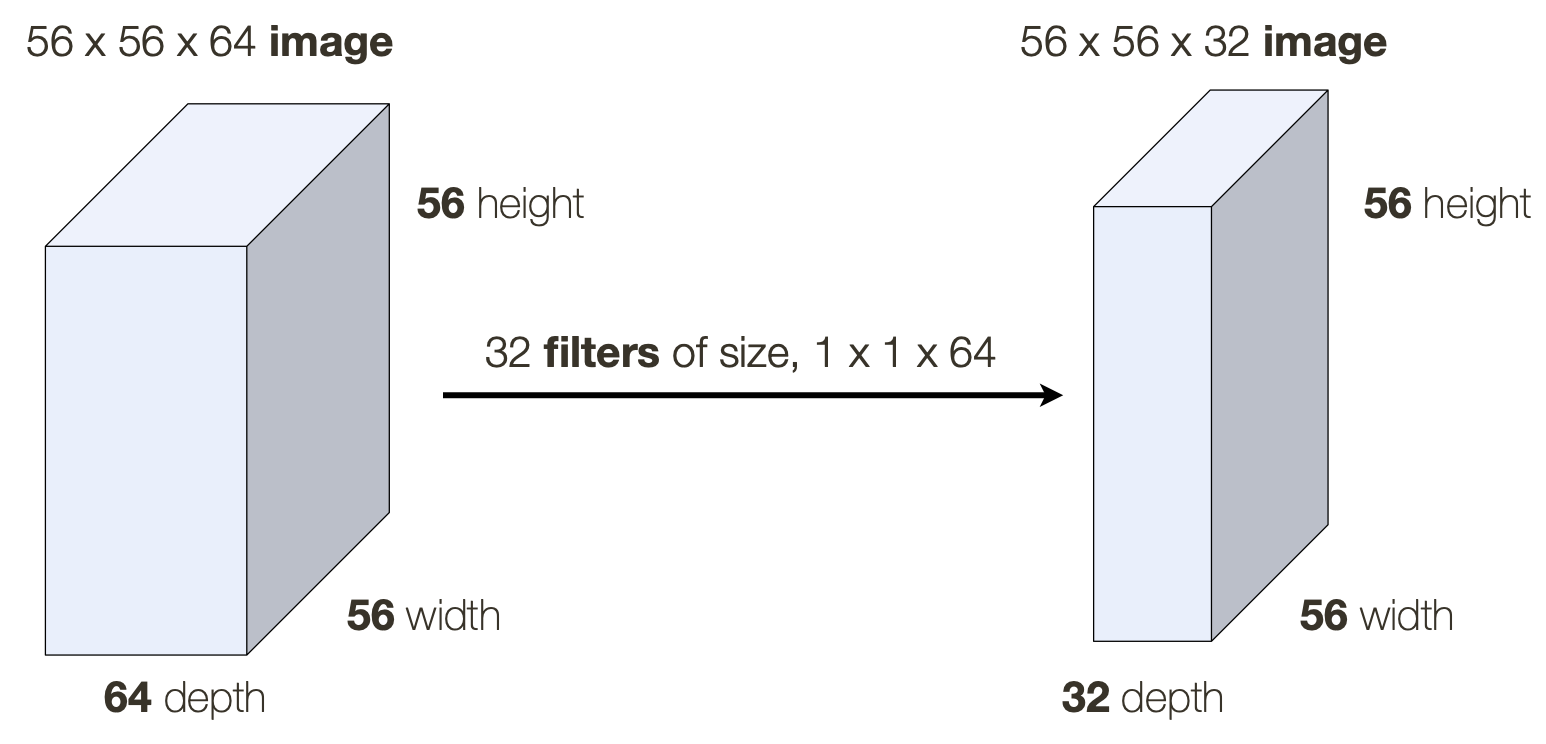 56 x 56 x 64 image
56 x 56 x 32 image
56 height
56 height
32 filters of size, 1 x 1 x 64
56 width
56 width
64 depth
32 depth